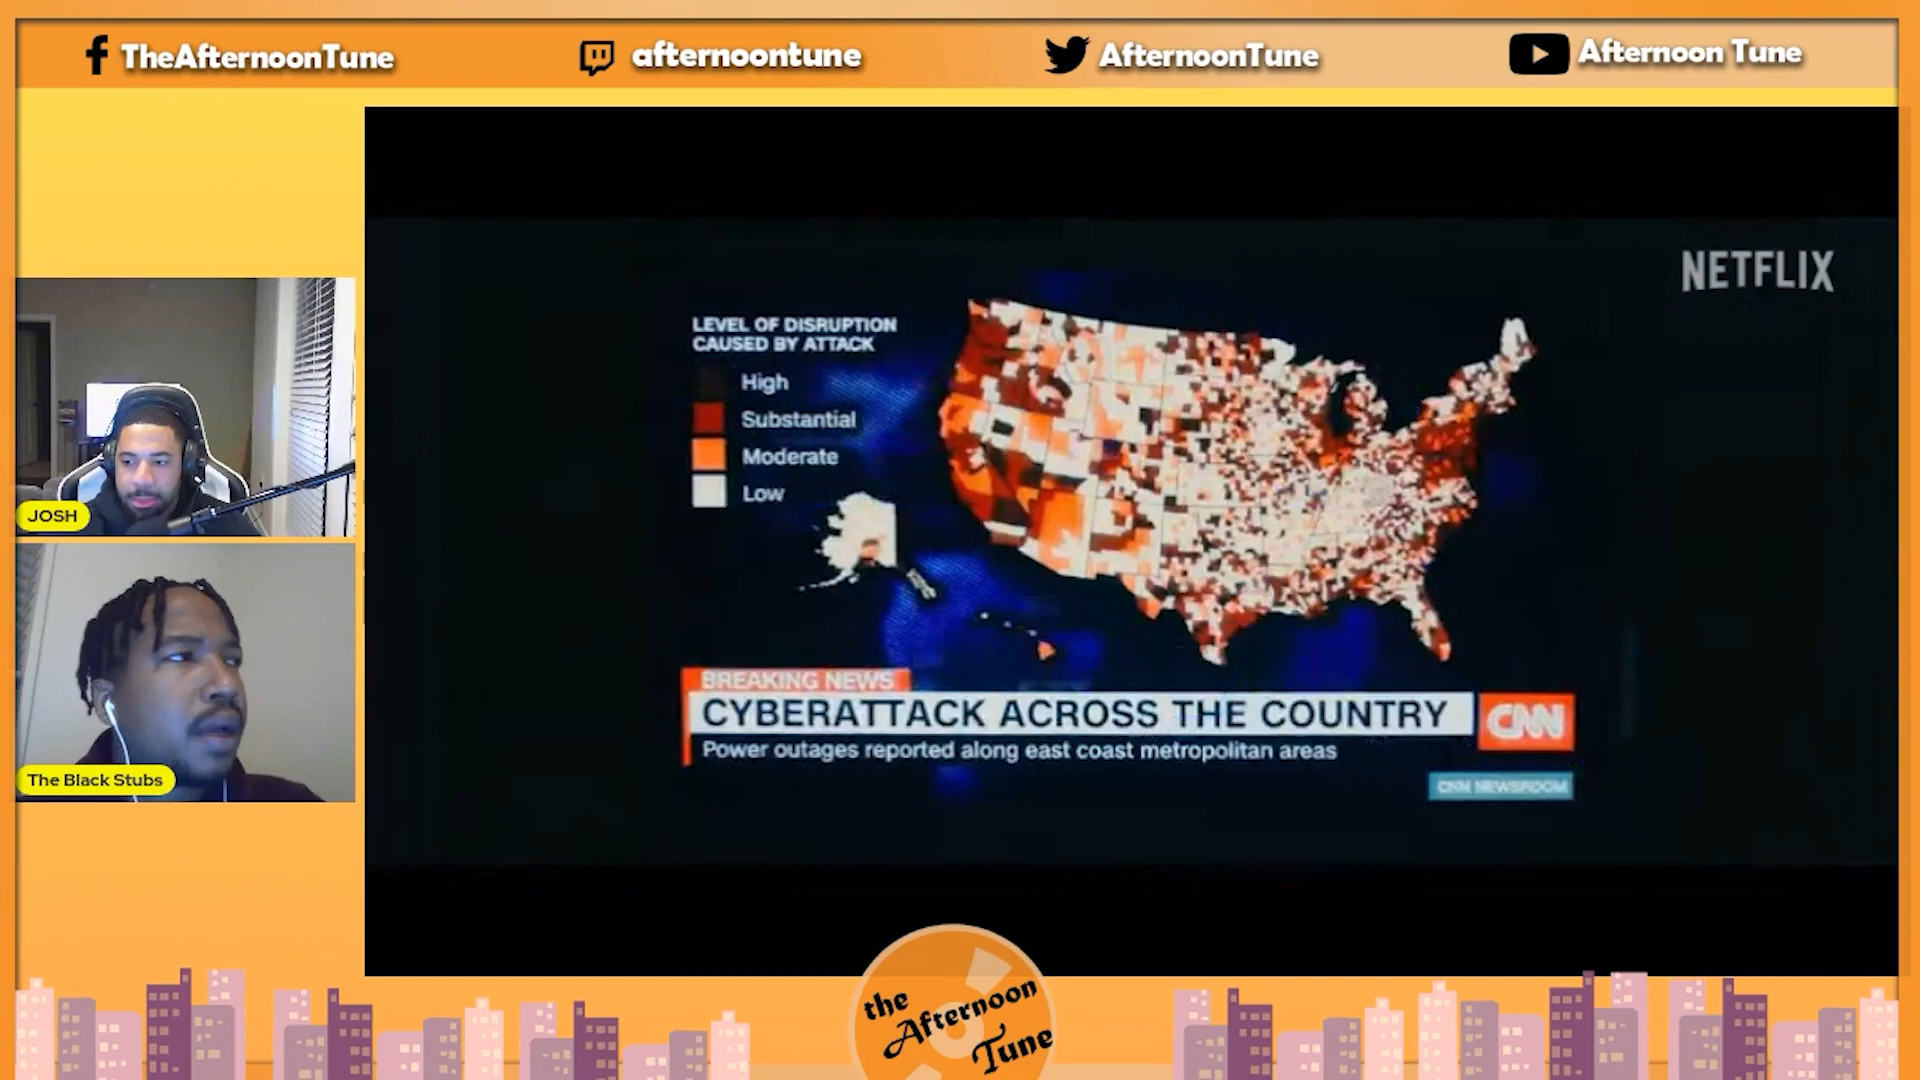 TheAfternoonTune
afternoontune
AfternoonTune
Afternoon Tune
NETFLIX
LEVEL OF DISRUPTION
CAUSED BY ATTACK
High
Substantial
Moderate
Low
JOSH
The Black Stubs
BREAKING NEWS
CYBERATTACK ACROSS THE COUNTRY
CNN
Power outages reported along east coast metropolitan areas
CNN NEWSROOM
the
Afternoon
Tune